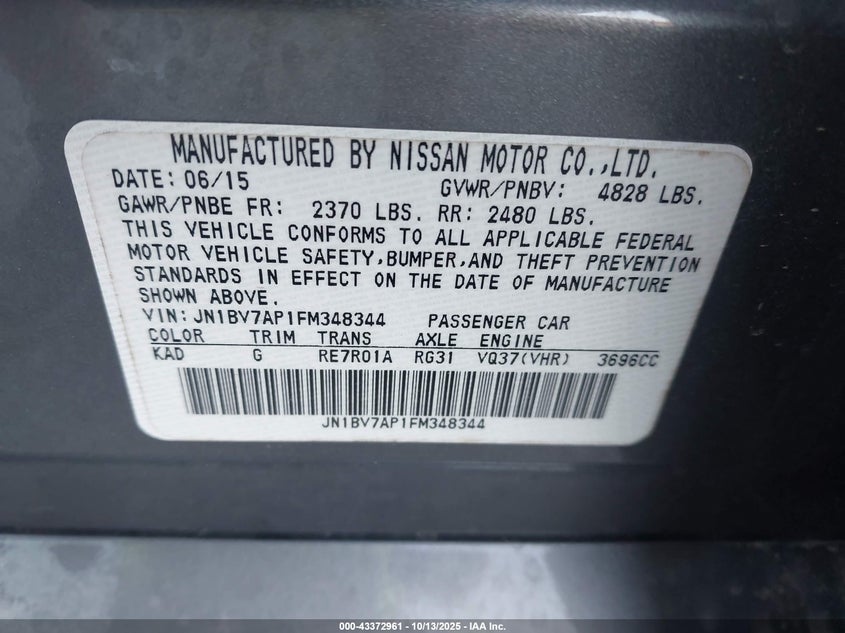 MANUFACTURED BY NISSAN MOTOR CO.,LTD.
DATE: 06/15 GVWR/PNBV: 4828 LBS.
GAWR/PNBE FR: 2370 LBS. RR: 2480 LBS.
THIS VEHICLE CONFORMS TO ALL APPLICABLE FEDERAL
MOTOR VEHICLE SAFETY,BUMPER,AND THEFT PREVENTION
STANDARDS IN EFFECT ON THE DATE OF MANUFACTURE
SHOWN ABOVE.
VIN:JN1BV7AP1FM348344 PASSENGER CAR
COLOR TRIM TRANS AXLE ENGINE
KAD G RE7R01A RG31 VQ37(VHR) 3696CC
JN1BV7AP1FM348344
000-43372961 | 10/13/2025 - IAA Inc.